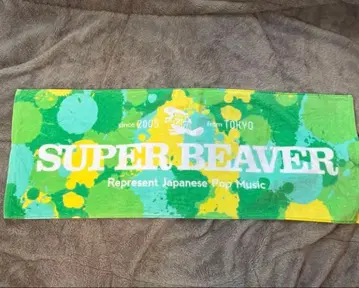 since 2005 from TOKYO
SUPER BEAVER
Represent Japanese Pop Music